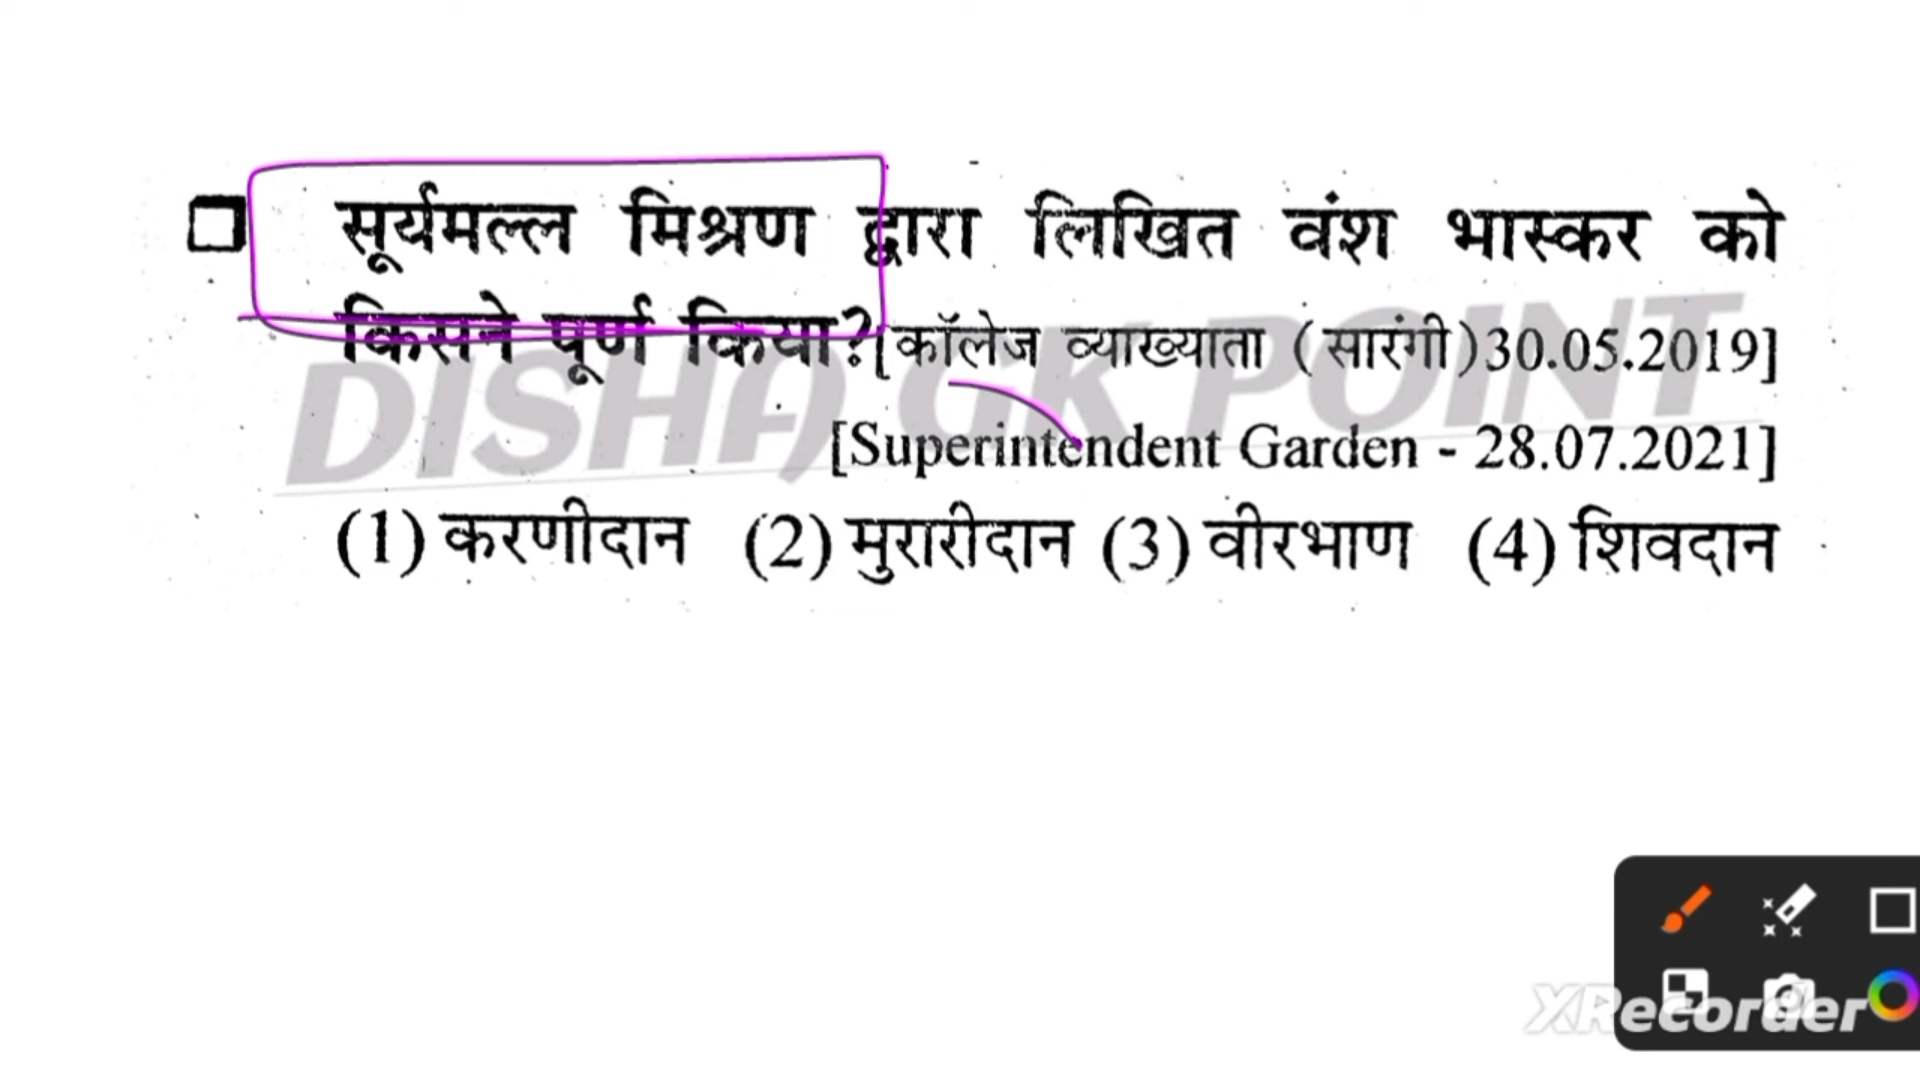 सूर्यमल्ल मिश्रण द्वारा लिखित वंश भास्कर को
किसने पूर्ण किया? [कॉलेज व्याख्याता (सारंगी)30.05.2019]
DISHA GK POINT
[Superintendent Garden - 28.07.2021]
(1) करणीदान (2) मुरारीदान (3) वीरभाण (4) शिवदान
XRecorder